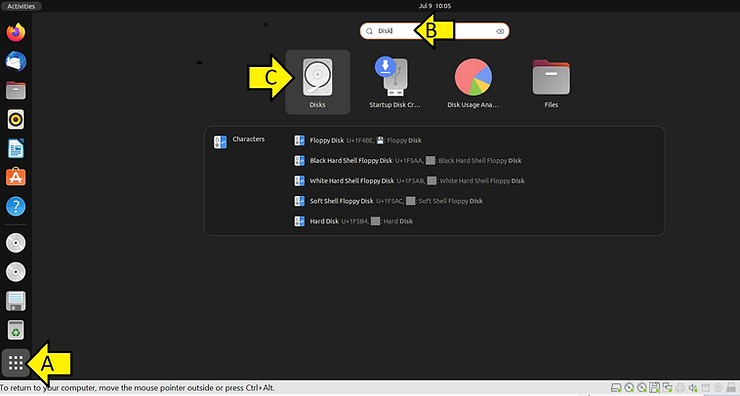 Activities
Jul 9 10:05
Disk
B
C
Disks
Startup Disk Cr...
Disk Usage Ana...
Files
Characters
Floppy Disk U+1F4BE, 💾: Floppy Disk
Black Hard Shell Floppy Disk U+1F5AA, : Black Hard Shell Floppy Disk
White Hard Shell Floppy Disk U+1F5AB, : White Hard Shell Floppy Disk
Soft Shell Floppy Disk U+1F5AC, : Soft Shell Floppy Disk
Hard Disk U+1F5B4, : Hard Disk
A
To return to your computer, move the mouse pointer outside or press Ctrl+Alt.